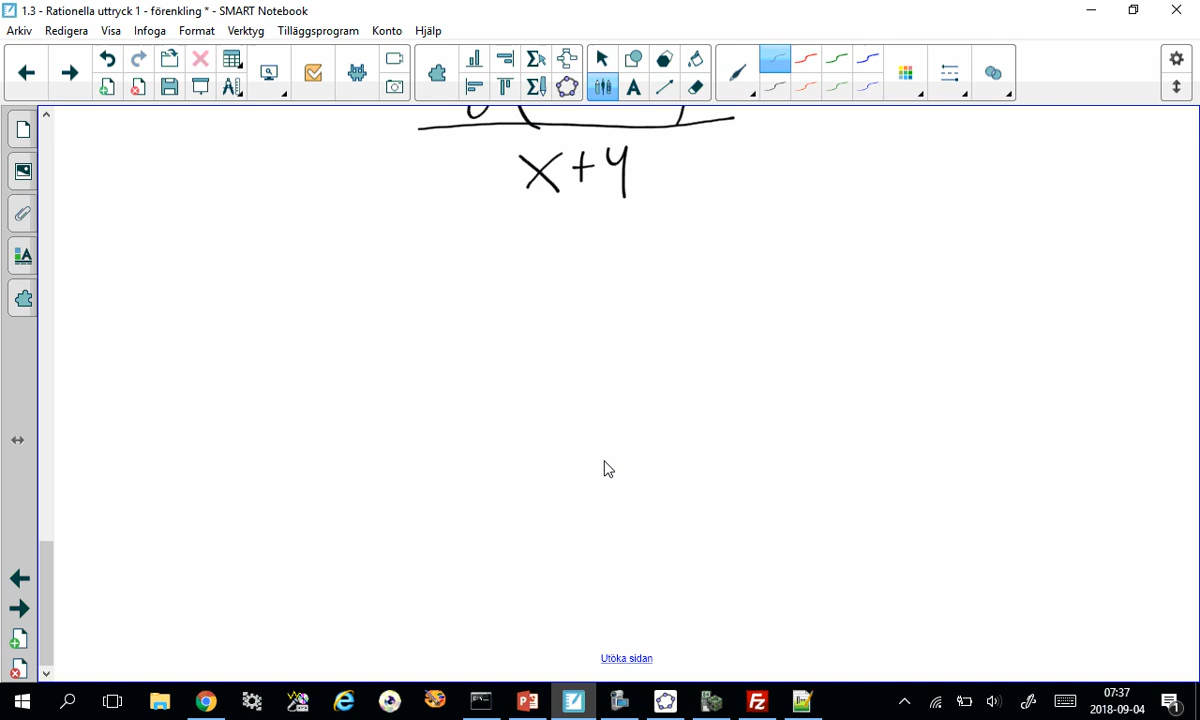 1.3 - Rationella uttryck 1 - förenkling * - SMART Notebook
Arkiv Redigera Visa Infoga Format Verktyg Tilläggsprogram Konto Hjälp
x+4
Utöka sidan
07:37
2018-09-04